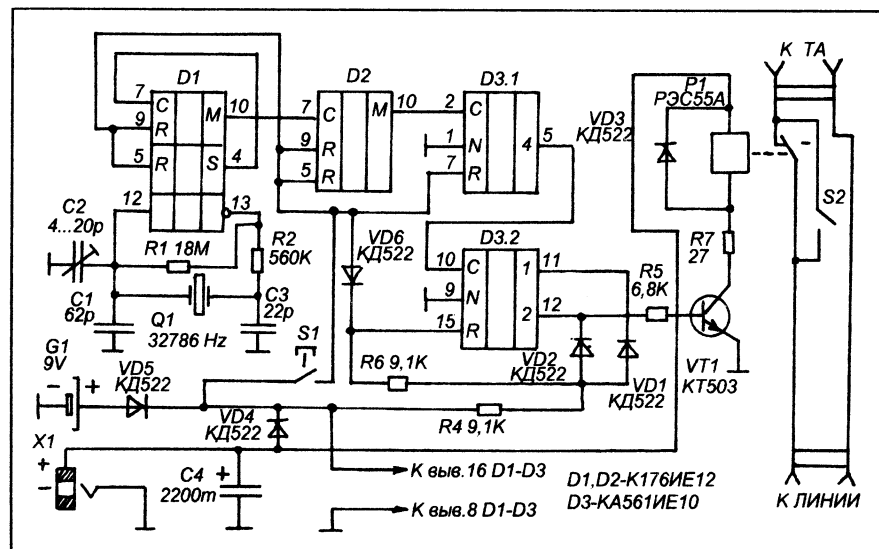 К ТА
P1
РЭС55А
D1
D2
D3.1
VD3
КД522
7
C
M
10
9
R
5
R
S
4
12
13
7
C
M
10
9
R
5
R
2
C
1
N
4
5
7
R
S2
C2
4...20p
R1 18M
R2
560K
VD6
КД522
D3.2
10
C
1
11
9
N
2
12
15
R
R5
6,8K
R7
27
C1
62p
Q1
32786 Hz
C3
22p
S1
R6 9,1K
VD2
КД522
VD1
КД522
VT1
КТ503
G1
9V
-
+
VD5
КД522
VD4
КД522
R4 9,1K
X1
+
-
C4
+
2200m
К выв.16 D1-D3
К выв.8 D1-D3
D1,D2-К176ИЕ12
D3-КА561ИЕ10
К ЛИНИИ